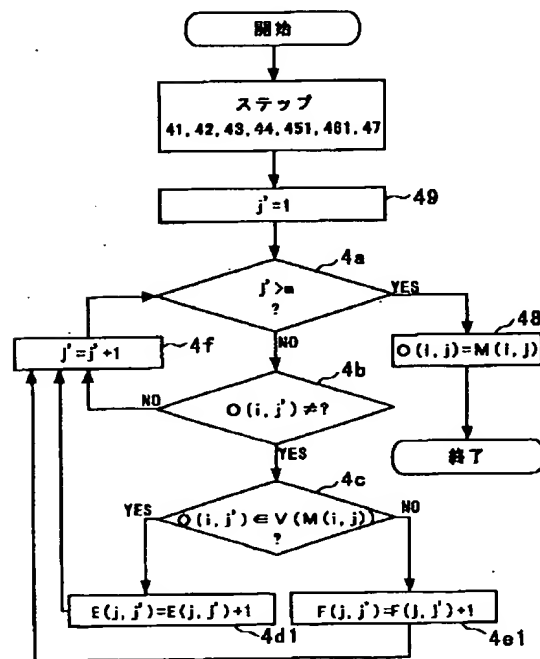 開始
ステップ
41, 42, 43, 44, 451, 461, 47
j'=1
49
4a
j'>m
?
YES
NO
48
O(i, j)=M(i, j)
終了
j'=j'+1
4f
4b
O(i, j')≠?
NO
YES
4c
O(i, j')∈V(M(i, j))
?
YES
NO
E(j, j')=E(j, j')+1
4d1
F(j, j')=F(j, j')+1
4e1